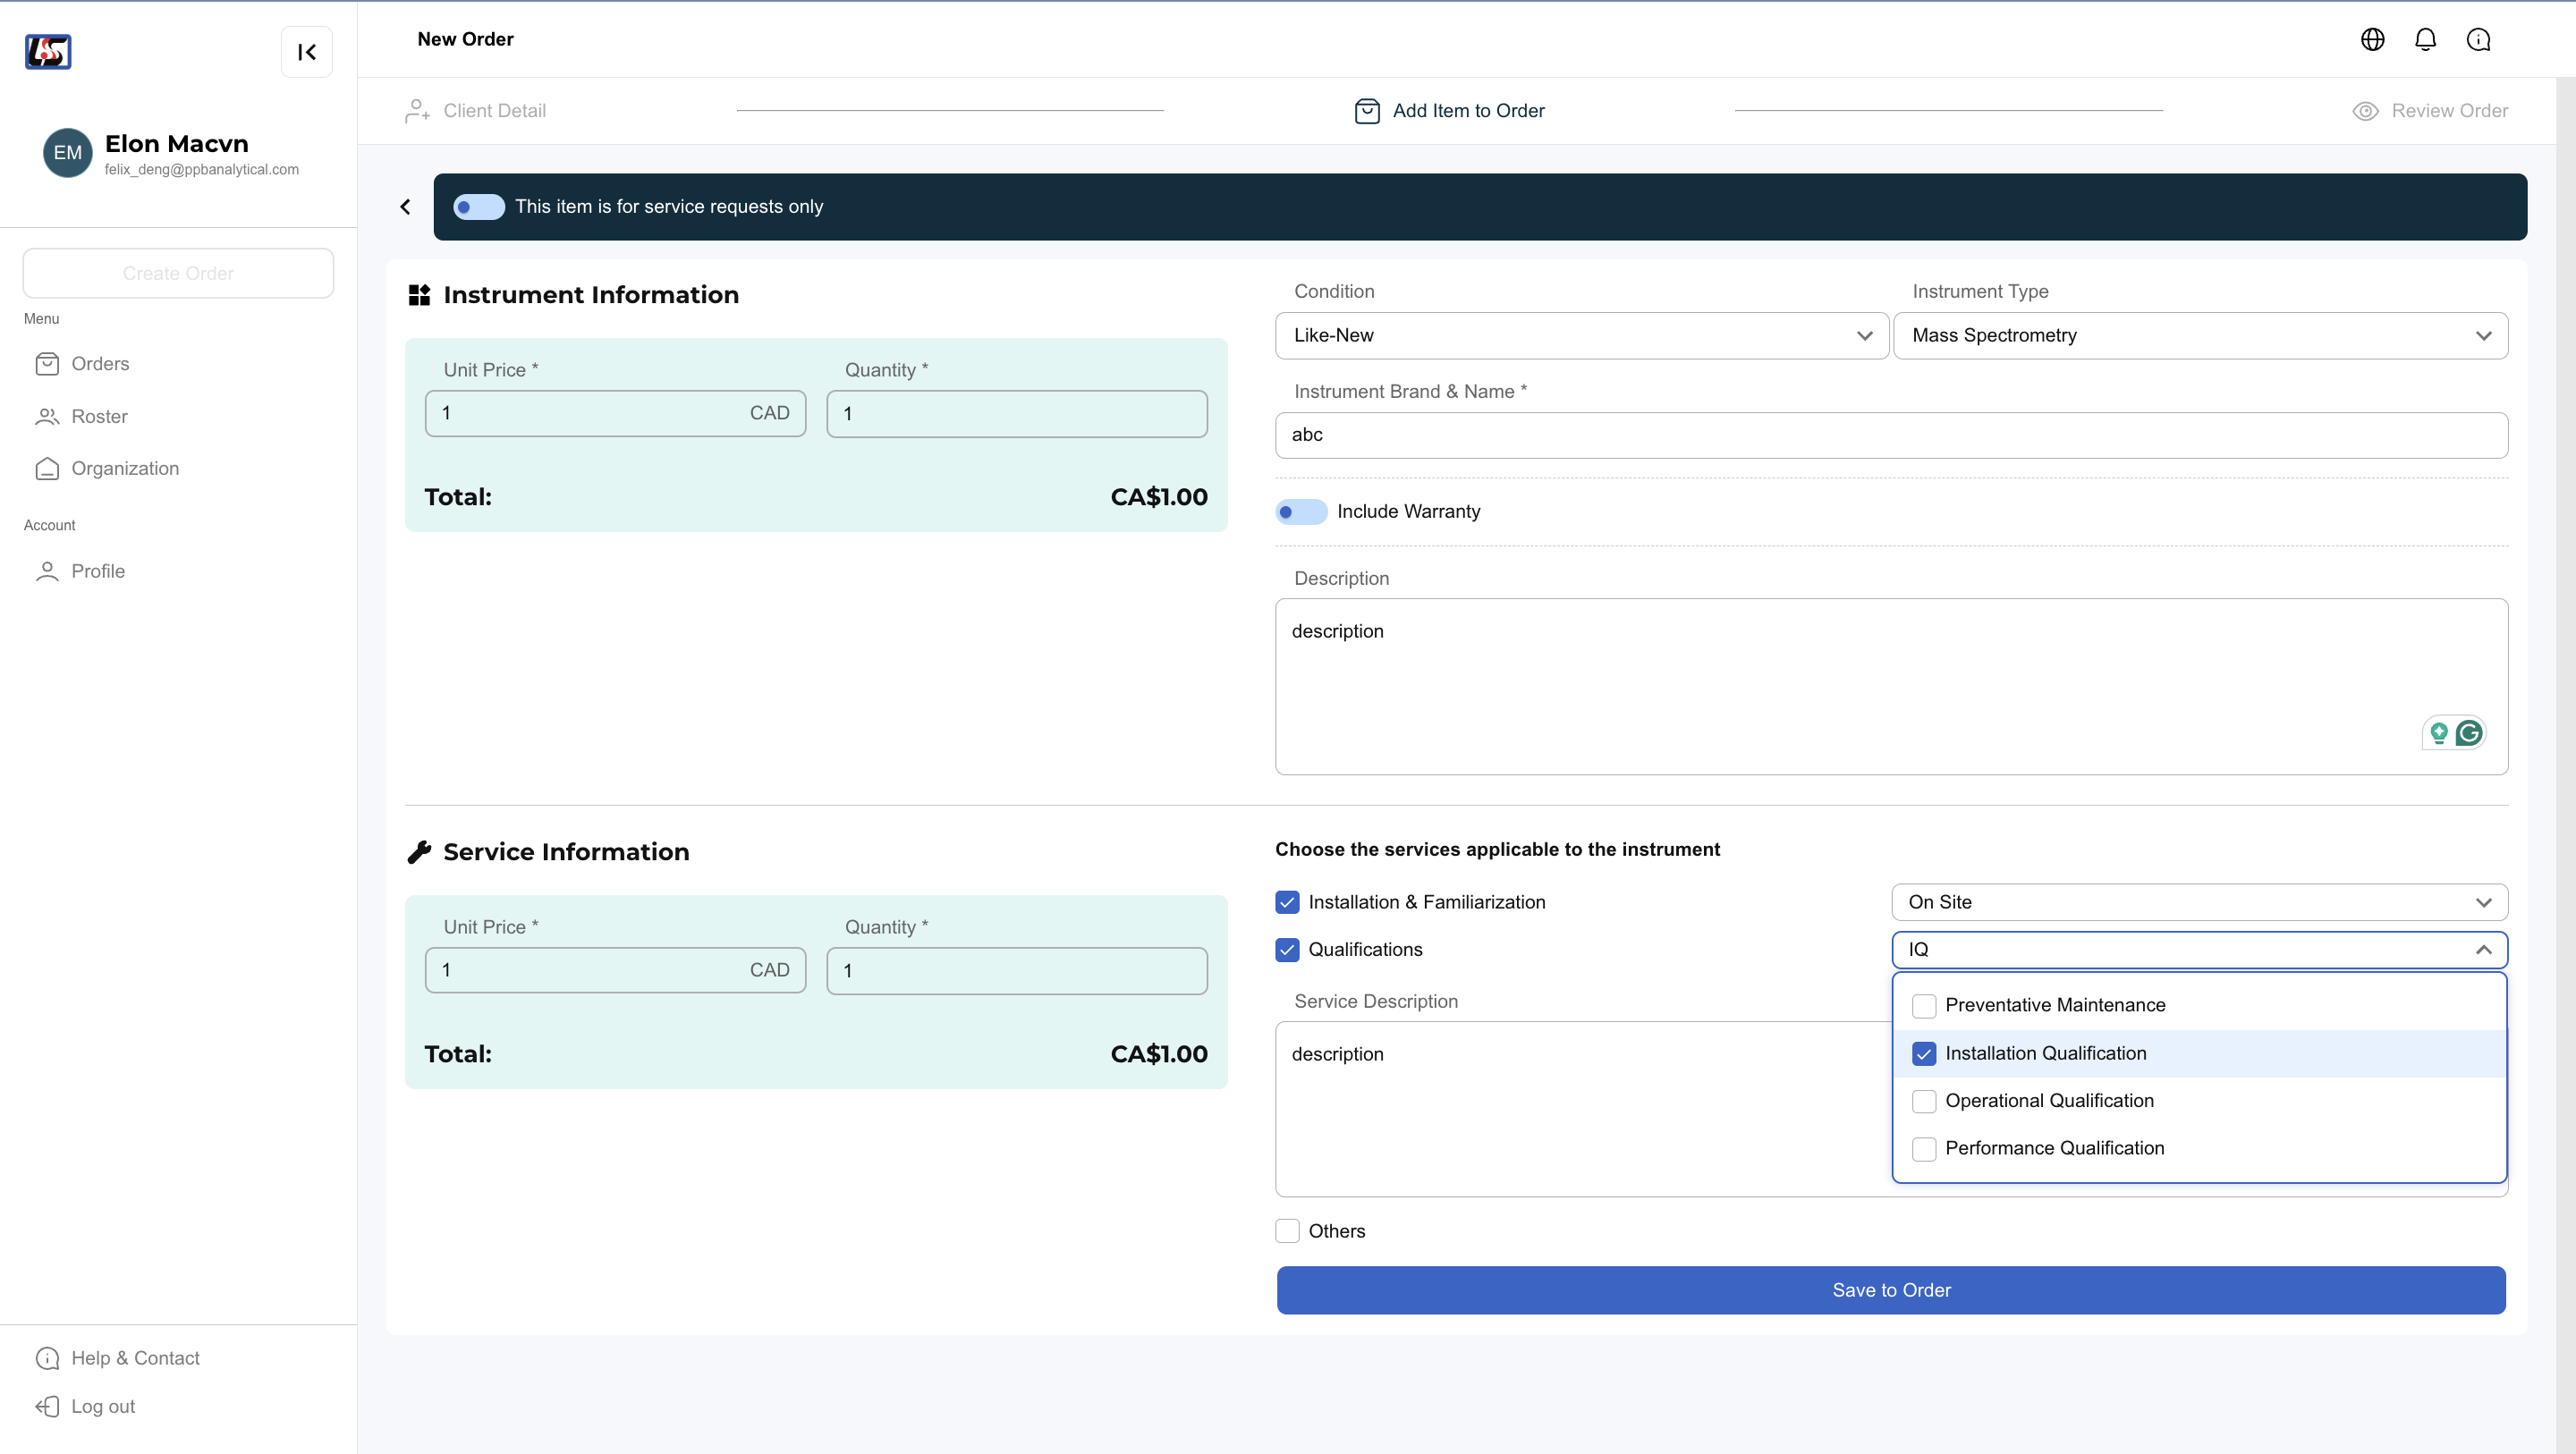 LSS
New Order
EM
Elon Macvn
felix_deng@ppbanalytical.com
Create Order
Menu
Orders
Roster
Organization
Account
Profile
Help & Contact
Log out
Client Detail
Add Item to Order
Review Order
This item is for service requests only
Instrument Information
Unit Price *
Quantity *
1 CAD
1
Total: CA$1.00
Condition
Instrument Type
Like-New
Mass Spectrometry
Instrument Brand & Name *
abc
Include Warranty
Description
description
Service Information
Unit Price *
Quantity *
1 CAD
1
Total: CA$1.00
Choose the services applicable to the instrument
Installation & Familiarization
On Site
Qualifications
IQ
Preventative Maintenance
Installation Qualification
Operational Qualification
Performance Qualification
Service Description
description
Others
Save to Order